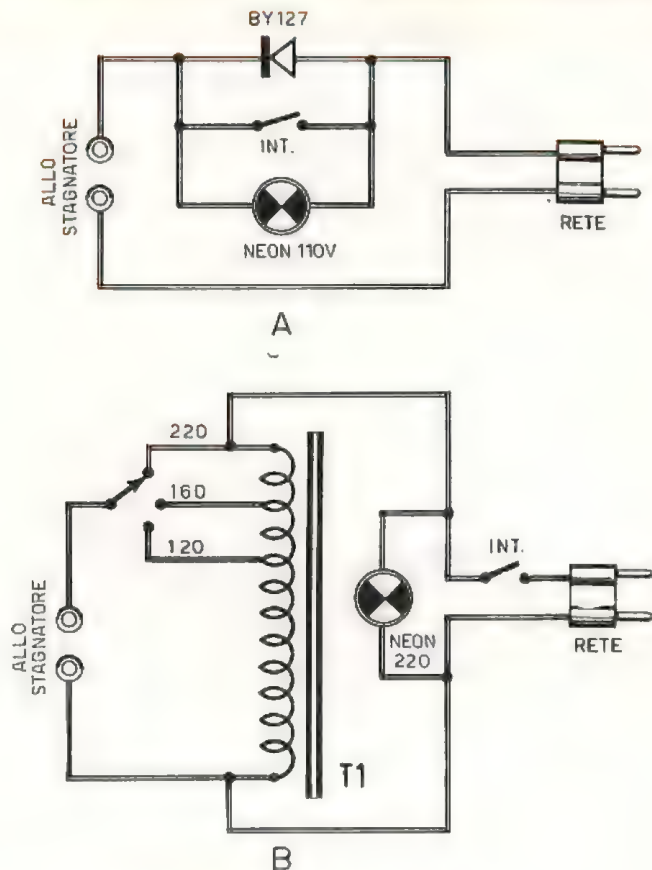 BY127
INT.
NEON 110V
ALLO
STAGNATORE
RETE
A
220
160
120
INT.
NEON
220
ALLO
STAGNATORE
RETE
T1
B